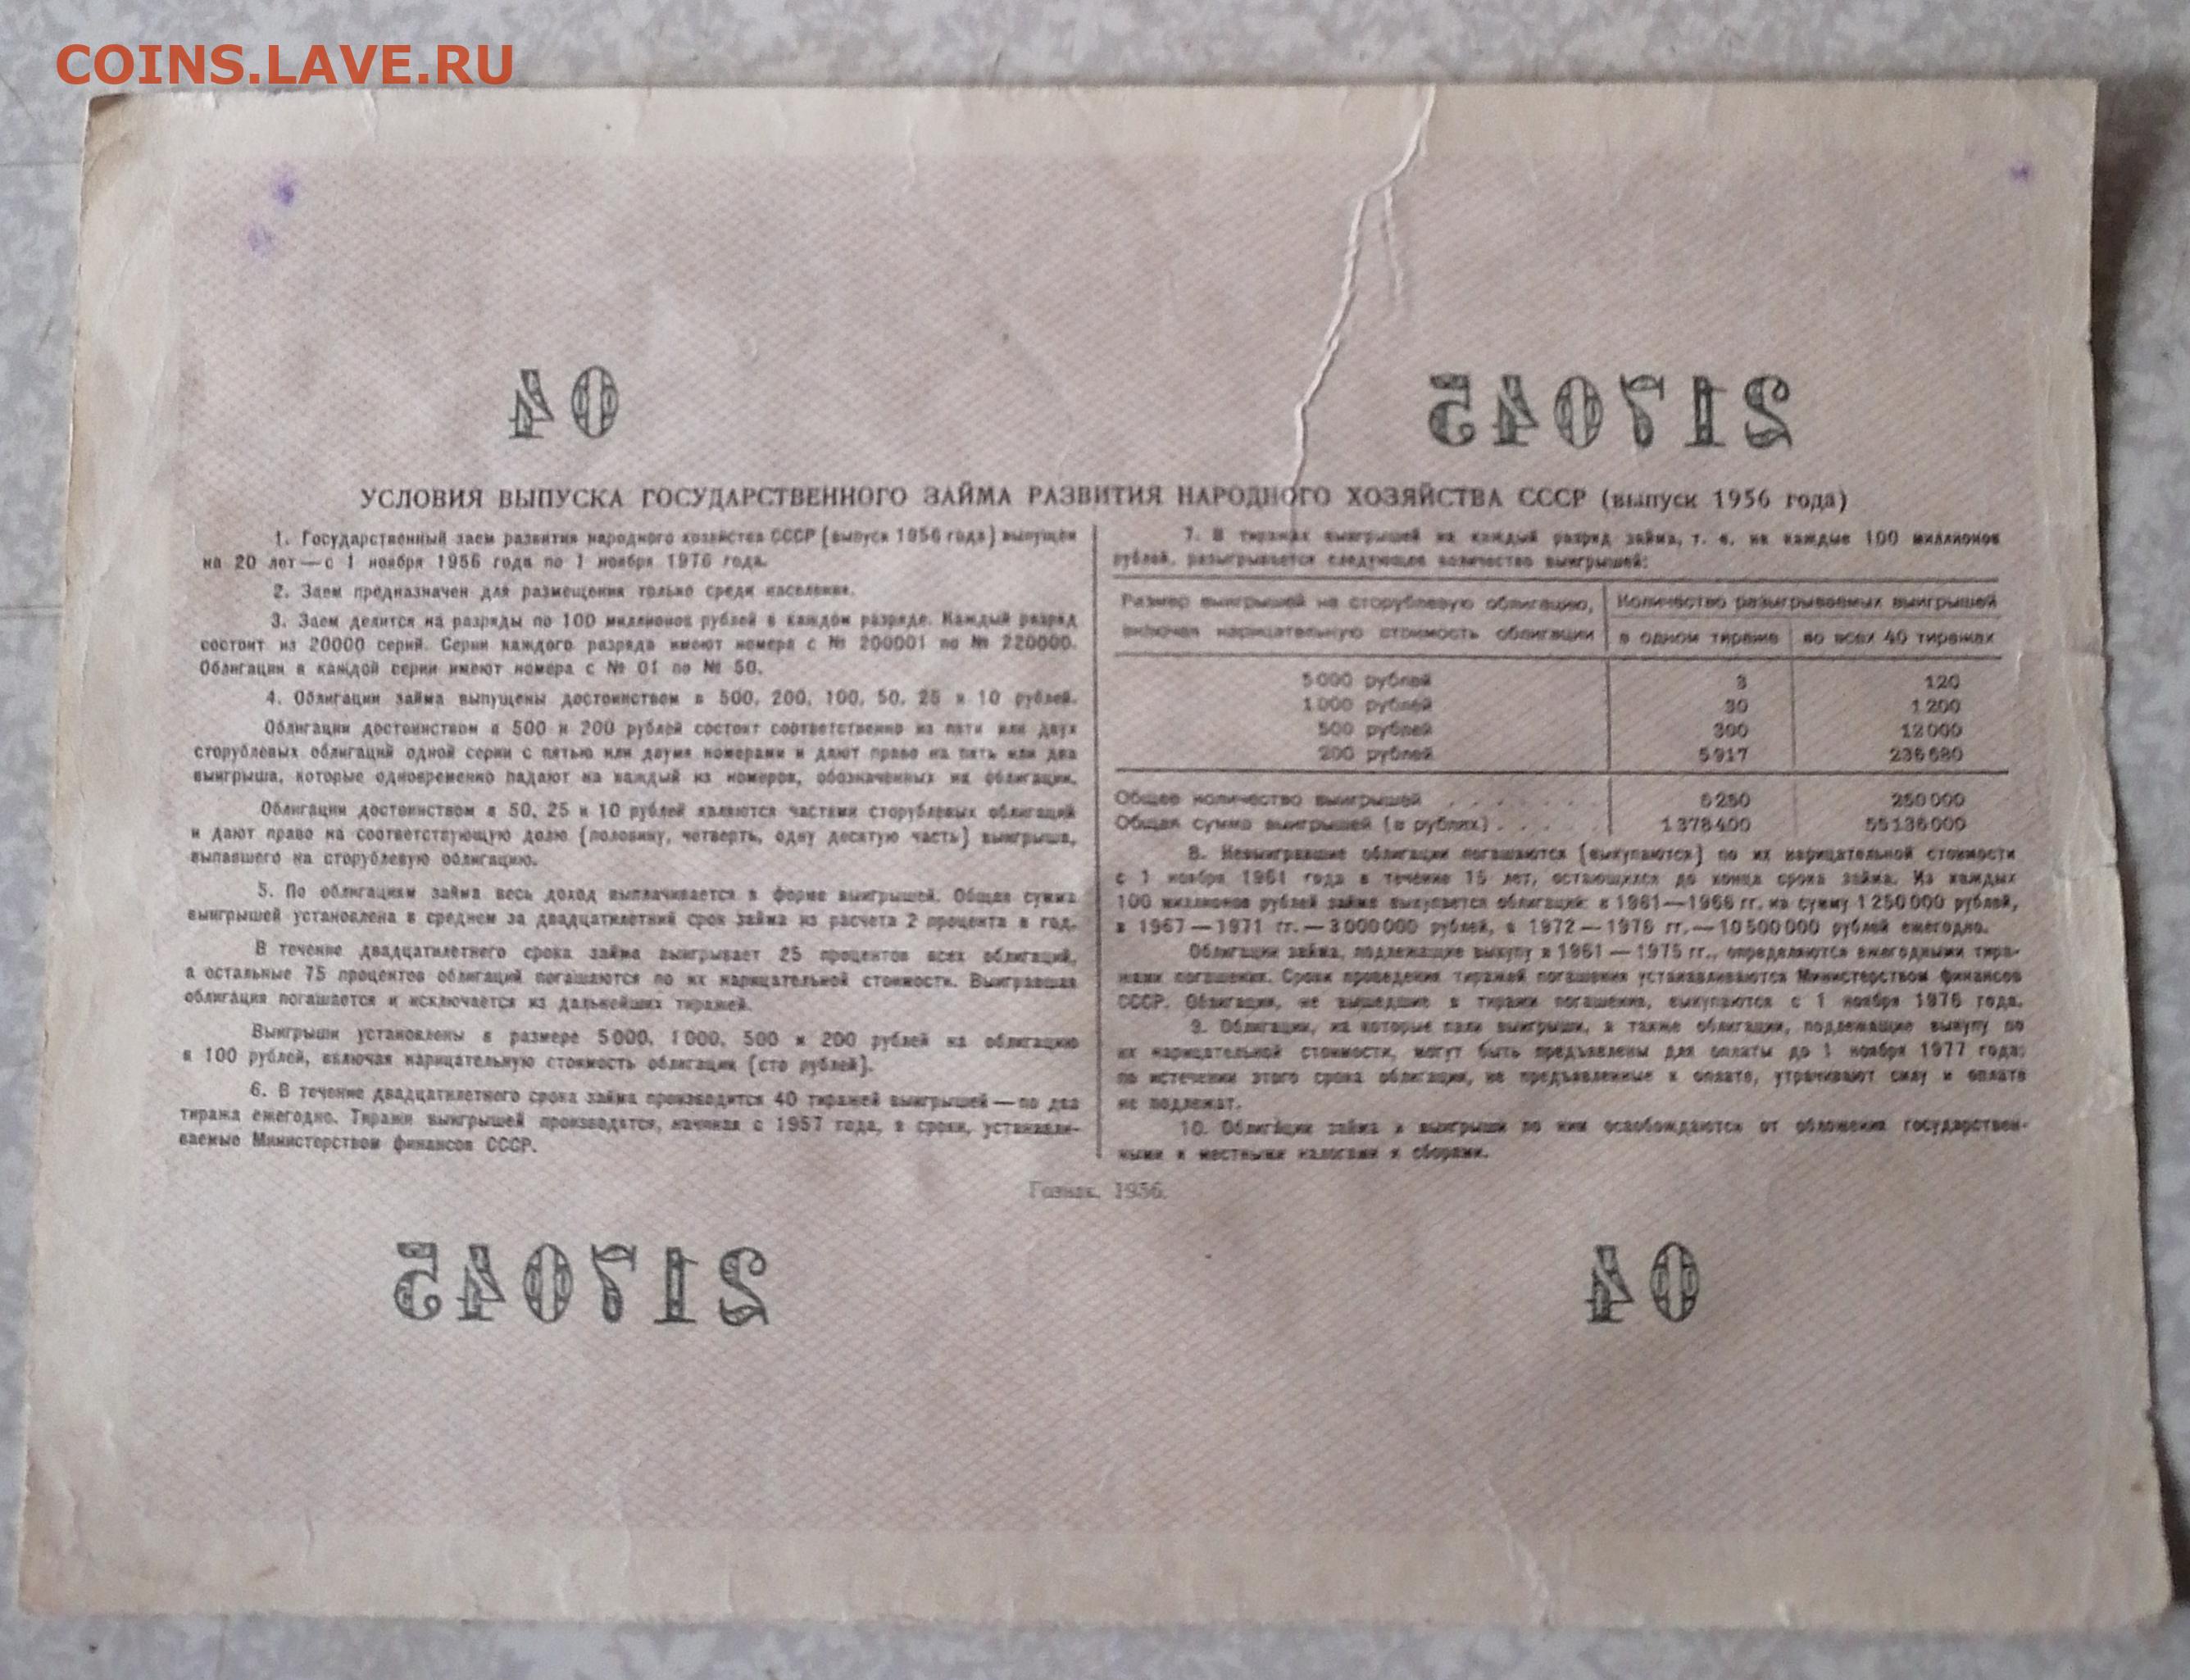 COINS.LAVE.RU
04 217045
УСЛОВИЯ ВЫПУСКА ГОСУДАРСТВЕННОГО ЗАЙМА РАЗВИТИЯ НАРОДНОГО ХОЗЯЙСТВА СССР (выпуск 1956 года)
1. Государственный заем развития народного хозяйства СССР (выпуск 1956 года) выпущен
на 20 лет — с 1 ноября 1956 года по 1 ноября 1976 года.
2. Заем предназначен для размещения только среди населения.
3. Заем делится на разряды по 100 миллионов рублей в каждом разряде. Каждый разряд
состоит из 20000 серий. Серии каждого разряда имеют номера с № 200001 по № 220000.
Облигации в каждой серии имеют номера с № 01 по № 50.
4. Облигации займа выпущены достоинством в 500, 200, 100, 50, 25 и 10 рублей.
Облигации достоинством в 500 и 200 рублей состоят соответственно из пяти или двух
сторублевых облигаций одной серии с пятью или двумя номерами и дают право на пять или два
выигрыша, которые одновременно падают на каждый из номеров, обозначенных на облигации.
Облигации достоинством в 50, 25 и 10 рублей являются частями сторублевых облигаций
и дают право на соответствующую долю (половину, четверть, одну десятую часть) выигрыша,
выпавшего на сторублевую облигацию.
5. По облигациям займа весь доход выплачивается в форме выигрышей. Общая сумма
выигрышей установлена в среднем за двадцатилетний срок займа из расчета 2 процента в год.
В течение двадцатилетнего срока займа выигрывает 25 процентов всех облигаций,
а остальные 75 процентов облигаций погашаются по их нарицательной стоимости. Выигравшая
облигация погашается и исключается из дальнейших тиражей.
Выигрыши установлены в размере 5000, 1000, 500 и 200 рублей на облигацию
в 100 рублей, включая нарицательную стоимость облигации (сто рублей).
6. В течение двадцатилетнего срока займа производится 40 тиражей выигрышей — по два
тиража ежегодно. Тиражи выигрышей производятся, начиная с 1957 года, в сроки, устанавли-
ваемые Министерством финансов СССР.
7. В тиражах выигрышей на каждый разряд займа, т. е. на каждые 100 миллионов
рублей, разыгрывается следующее количество выигрышей:
Размер выигрышей на сторублевую облигацию, Количество разыгрываемых выигрышей
включая нарицательную стоимость облигации в одном тираже во всех 40 тиражах
5000 рублей 3 120
1000 рублей 30 1200
500 рублей 300 12000
200 рублей 5917 236680
Общее количество выигрышей . . . . . . 6250 250000
Общая сумма выигрышей (в рублях) . . . . 1378400 55136000
8. Невыигравшие облигации погашаются (выкупаются) по их нарицательной стоимости
с 1 ноября 1961 года в течение 15 лет, остающихся до конца срока займа. Из каждых
100 миллионов рублей займа выкупается облигаций: в 1961—1966 гг. на сумму 1250000 рублей,
в 1967—1971 гг.—3000000 рублей, в 1972—1976 гг.—10500000 рублей ежегодно.
Облигации займа, подлежащие выкупу в 1961—1975 гг., определяются ежегодными тира-
жами погашения. Сроки проведения тиражей погашения устанавливаются Министерством финансов
СССР. Облигации, не вышедшие в тиражи погашения, выкупаются с 1 ноября 1976 года.
9. Облигации, на которые пали выигрыши, а также облигации, подлежащие выкупу по
их нарицательной стоимости, могут быть предъявлены для оплаты до 1 ноября 1977 года;
по истечении этого срока облигации, не предъявленные к оплате, утрачивают силу и оплате
не подлежат.
10. Облигации займа и выигрыши по ним освобождаются от обложения государствен-
ными и местными налогами и сборами.
Гознак. 1956.
217045 04